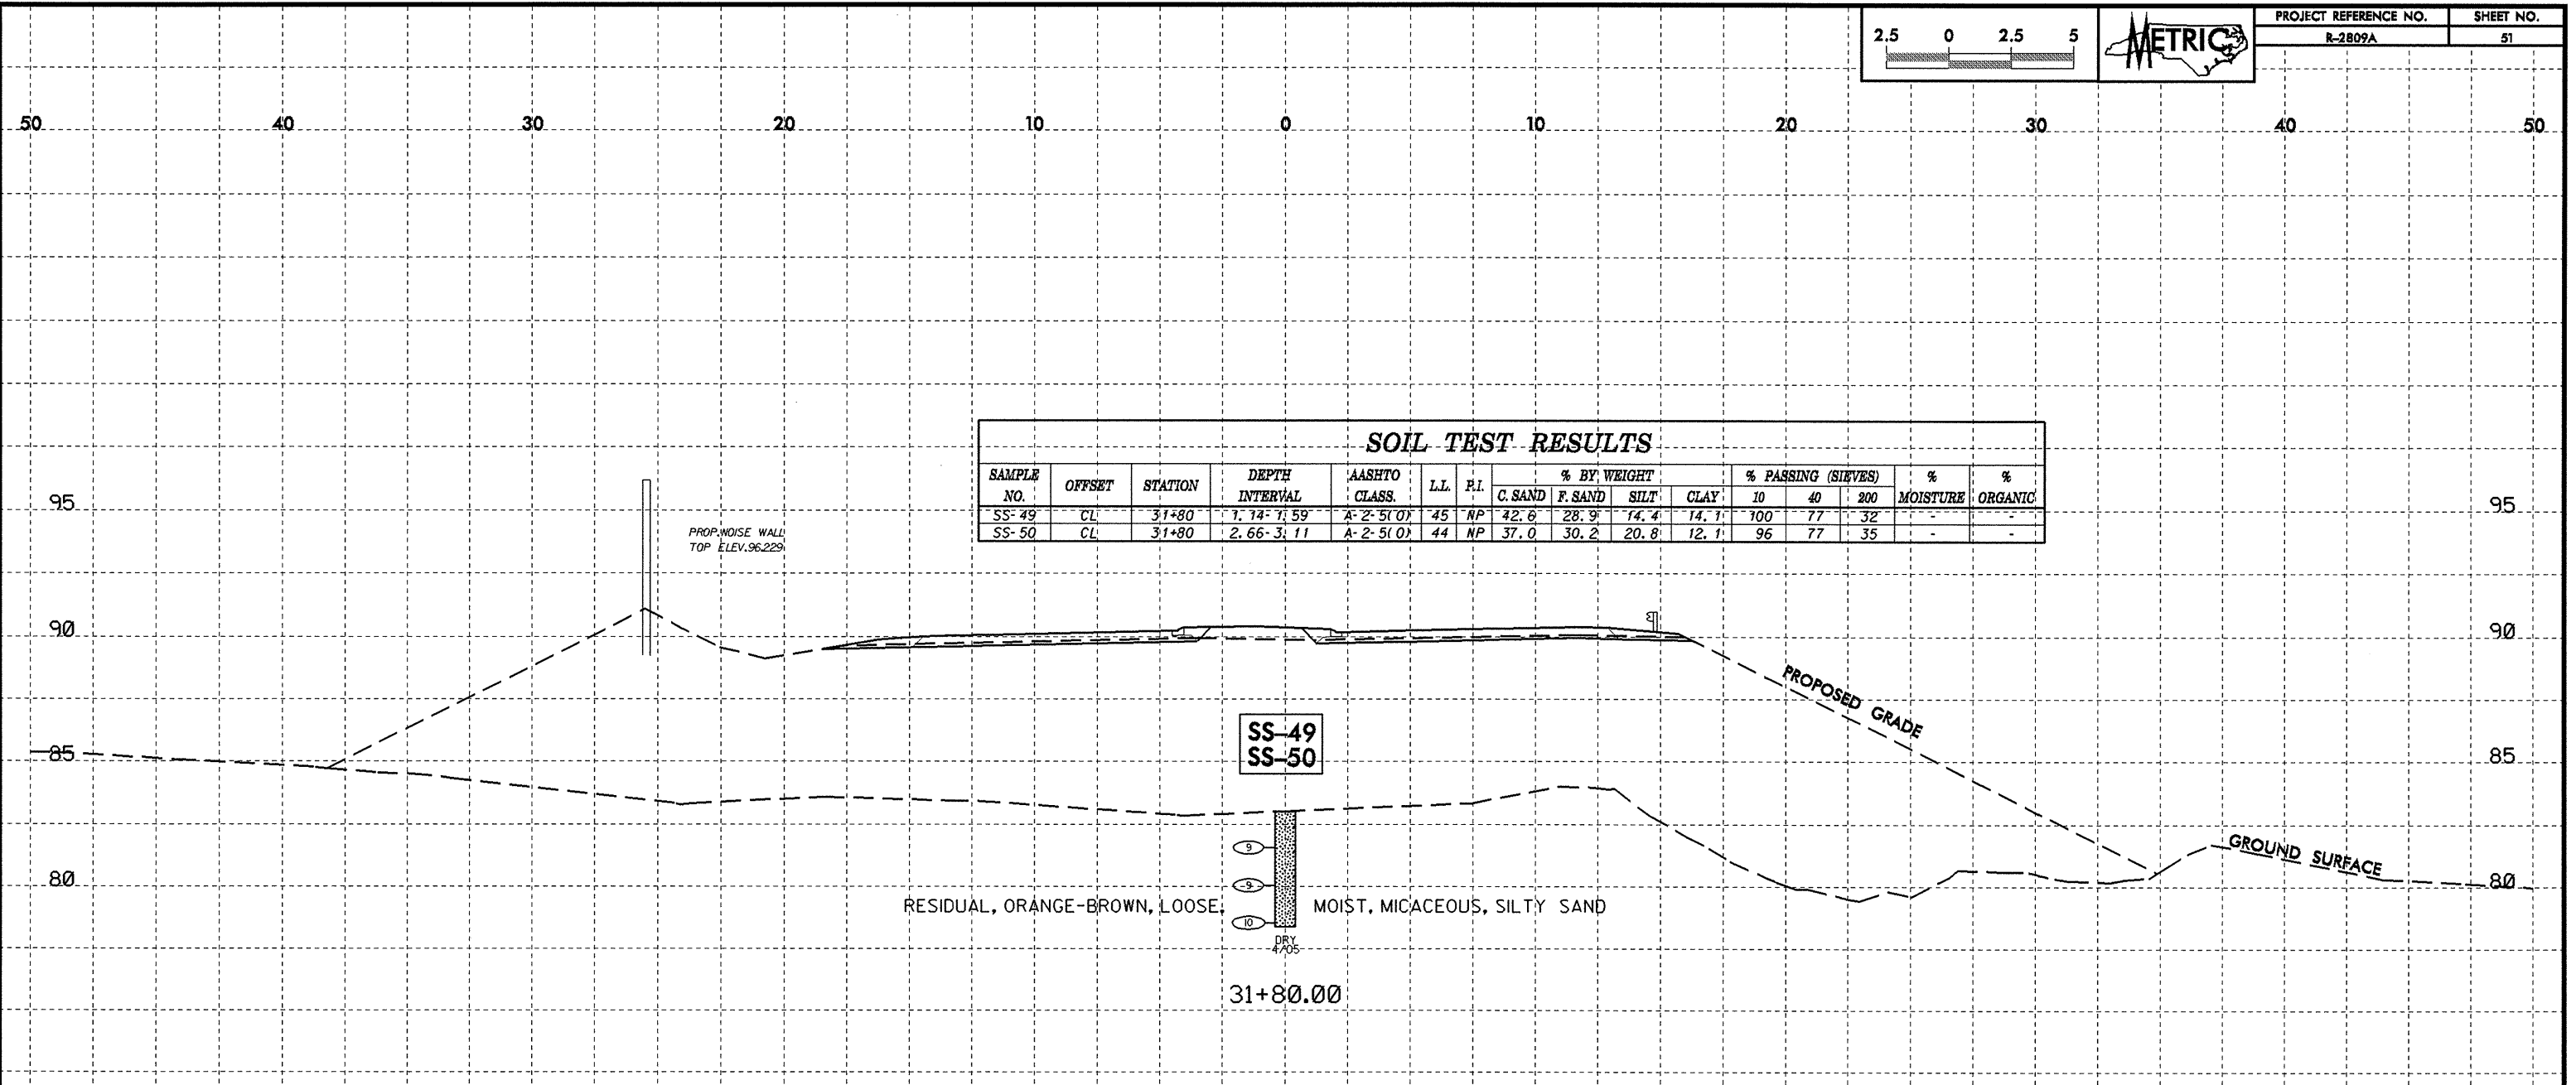 PROJECT REFERENCE NO. SHEET NO.
R-2809A 51
2.5 0 2.5 5
METRIC
50 40 30 20 10 0 10 20 30 40 50
SOIL TEST RESULTS
SAMPLE NO. OFFSET STATION DEPTH INTERVAL AASHTO CLASS. L.L. P.I. % BY WEIGHT C. SAND F. SAND SILT CLAY % PASSING (SIEVES) 10 40 200 % MOISTURE % ORGANIC
SS-49 CL 31+80 1.14-1.59 A-2-5(0) 45 NP 42.6 28.9 14.4 14.1 100 77 32 - -
SS-50 CL 31+80 2.66-3.11 A-2-5(0) 44 NP 37.0 30.2 20.8 12.1 96 77 35 - -
95 95
PROP. NOISE WALL
TOP ELEV. 96.229
90 90
PROPOSED GRADE
SS-49
SS-50
85 85
GROUND SURFACE
9
80 9 80
RESIDUAL, ORANGE-BROWN, LOOSE, MOIST, MICACEOUS, SILTY SAND
10
DRY
4/05
31+80.00